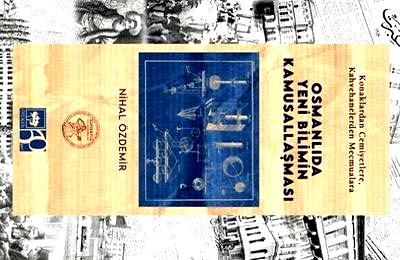 Konaklardan Cemiyetlere,
Kahvehanelerden Mecmualara
OSMANLIDA
YENİ BİLİMİN
KAMUSALLAŞMASI
NİHAL ÖZDEMİR